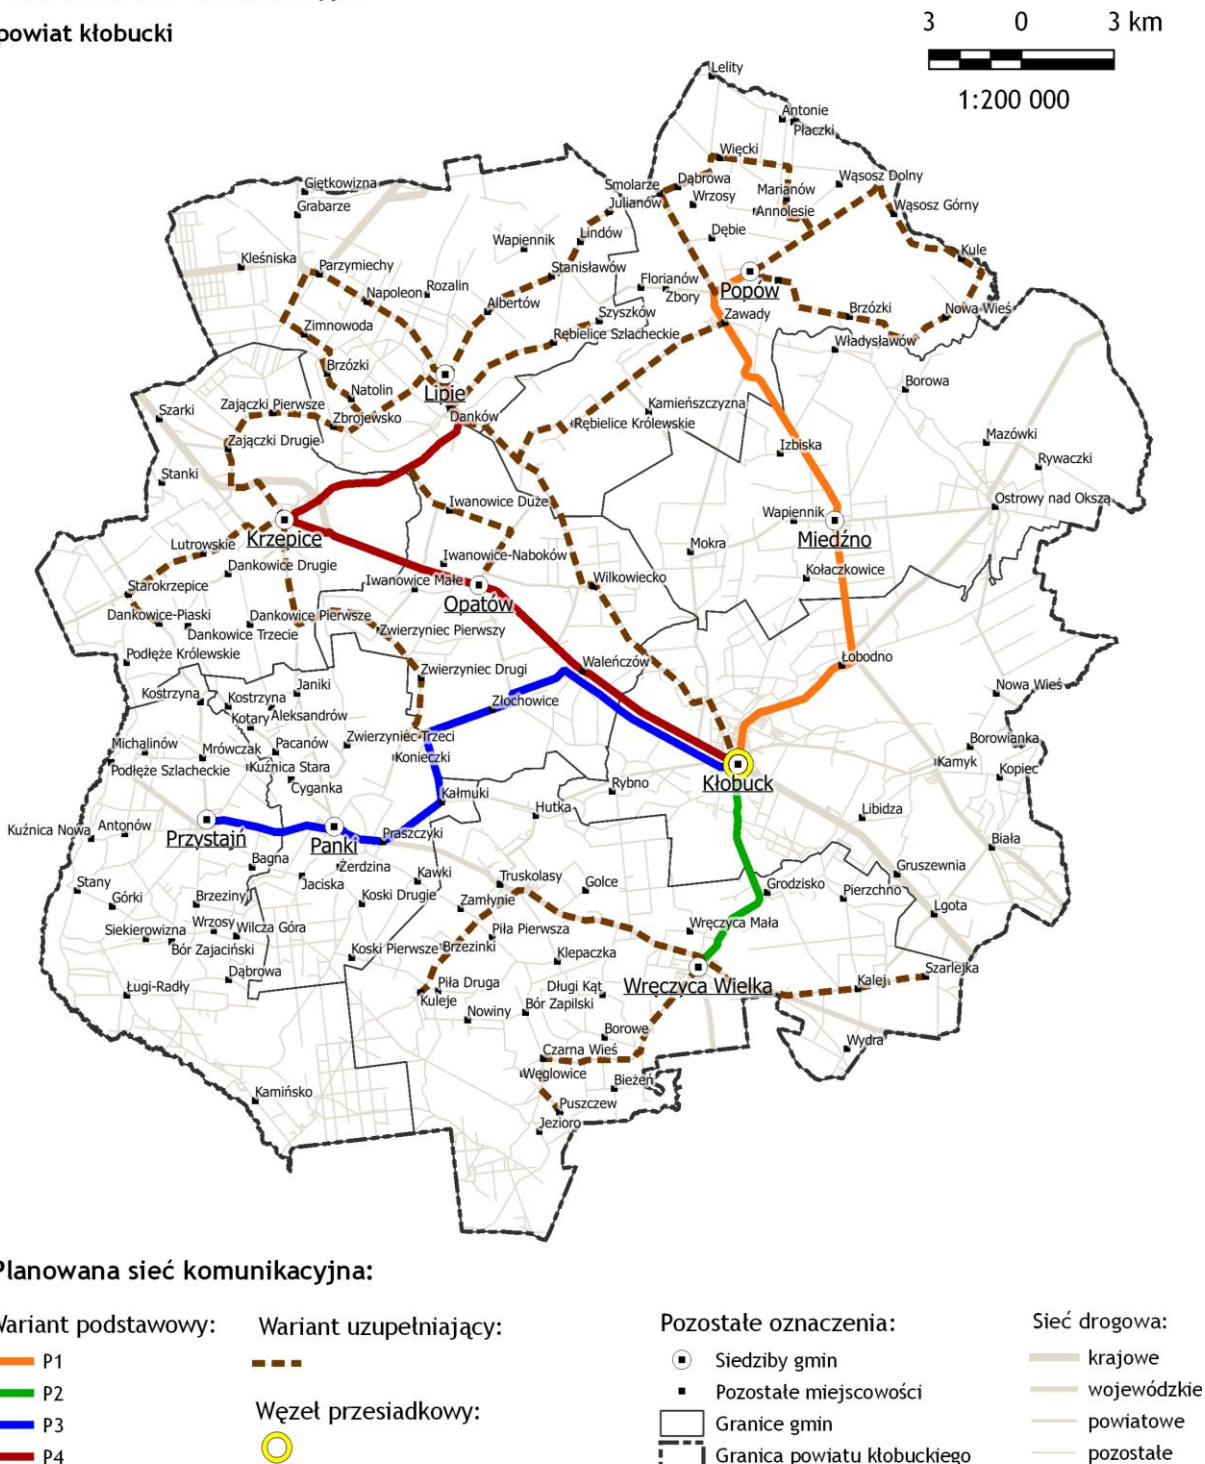 powiat kłobucki
3 0 3 km
1:200 000
Lelity
Antonie
Płaczki
Więcki
Giętkowizna
Smolarze
Dąbrowa
Marianów
Wąsosz Dolny
Grabarze
Julianów
Wrzosy
Annolesie
Wąsosz Górny
Wapiennik
Lindów
Dębie
Kule
Kleśniska
Parzymiechy
Stanisławów
Florianów
Popów
Napoleon
Rozalin
Albertów
Zbory
Szyszków
Zawady
Brzózki
Nowa Wieś
Zimnowoda
Rębielice Szlacheckie
Władysławów
Brzózki
Lipie
Natolin
Borowa
Szarki
Zajączki Pierwsze
Zbrojewsko
Danków
Kamieńszczyzna
Rębielice Królewskie
Zajączki Drugie
Izbiska
Mazówki
Stanki
Rywaczki
Iwanowice Duże
Ostrowy nad Okszą
Wapiennik
Krzepice
Miedźno
Lutrowskie
Iwanowice-Naboków
Mokra
Dankowice Drugie
Starokrzepice
Iwanowice Małe
Wilkowiecko
Kołaczkowice
Opatów
Dankowice-Piaski
Dankowice Pierwsze
Dankowice Trzecie
Zwierzyniec Pierwszy
Podłęże Królewskie
Waleńczów
Łobodno
Zwierzyniec Drugi
Kostrzyna
Kostrzyna
Janiki
Nowa Wieś
Złochowice
Kotary
Aleksandrów
Michalinów
Mrówczak
Pacanów
Zwierzyniec Trzeci
Borowianka
Podłęże Szlacheckie
Kuźnica Stara
Konieczki
Kamyk
Kopiec
Cyganka
Kałmuki
Rybno
Kłobuck
Hutka
Libidza
Kuźnica Nowa
Antonów
Przystajń
Panki
Praszczyki
Biała
Bagna
Żerdzina
Gruszewnia
Stany
Jaciska
Kawki
Truskolasy
Golce
Grodzisko
Pierzchno
Górki
Brzeziny
Koski Drugie
Zamłynie
Lgota
Siekierowizna
Wrzosy
Wilcza Góra
Piła Pierwsza
Wręczyca Mała
Bór Zajaciński
Koski Pierwsze
Brzezinki
Klepaczka
Dąbrowa
Szarlejka
Ługi-Radły
Piła Druga
Długi Kąt
Wręczyca Wielka
Kalej
Kuleje
Nowiny
Bór Zapilski
Borowe
Wydra
Czarna Wieś
Węglowice
Bieżeń
Kamińsko
Puszczew
Jezioro
Planowana sieć komunikacyjna:
Wariant podstawowy:
P1
P2
P3
P4
Wariant uzupełniający:
Węzeł przesiadkowy:
Pozostałe oznaczenia:
Siedziby gmin
Pozostałe miejscowości
Granice gmin
Granica powiatu kłobuckiego
Sieć drogowa:
krajowe
wojewódzkie
powiatowe
pozostałe